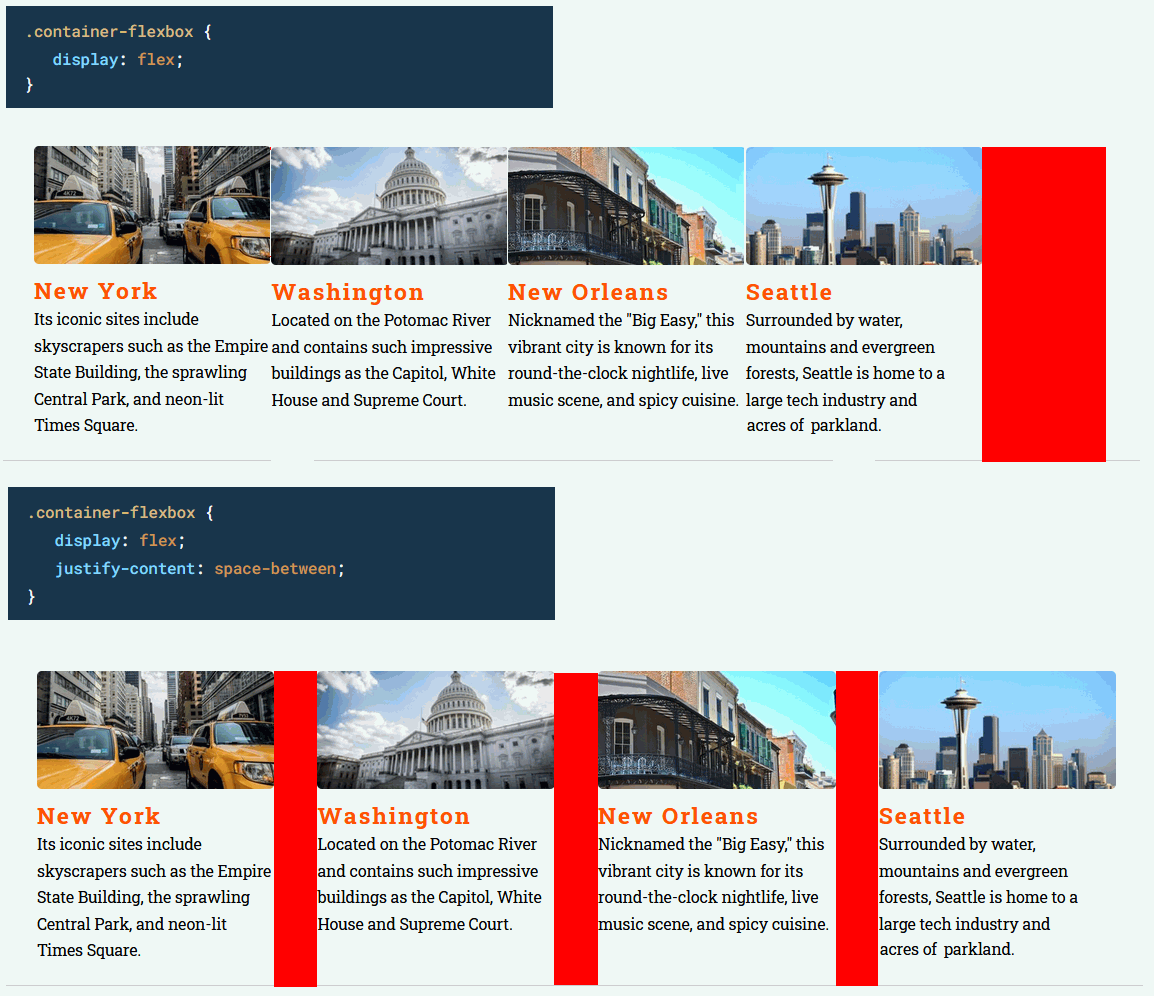 .container-flexbox {
display: flex;
}
New York
Its iconic sites include
skyscrapers such as the Empire
State Building, the sprawling
Central Park, and neon-lit
Times Square.
Washington
Located on the Potomac River
and contains such impressive
buildings as the Capitol, White
House and Supreme Court.
New Orleans
Nicknamed the "Big Easy," this
vibrant city is known for its
round-the-clock nightlife, live
music scene, and spicy cuisine.
Seattle
Surrounded by water,
mountains and evergreen
forests, Seattle is home to a
large tech industry and
acres of parkland.
.container-flexbox {
display: flex;
justify-content: space-between;
}
New York
Its iconic sites include
skyscrapers such as the Empire
State Building, the sprawling
Central Park, and neon-lit
Times Square.
Washington
Located on the Potomac River
and contains such impressive
buildings as the Capitol, White
House and Supreme Court.
New Orleans
Nicknamed the "Big Easy," this
vibrant city is known for its
round-the-clock nightlife, live
music scene, and spicy cuisine.
Seattle
Surrounded by water,
mountains and evergreen
forests, Seattle is home to a
large tech industry and
acres of parkland.